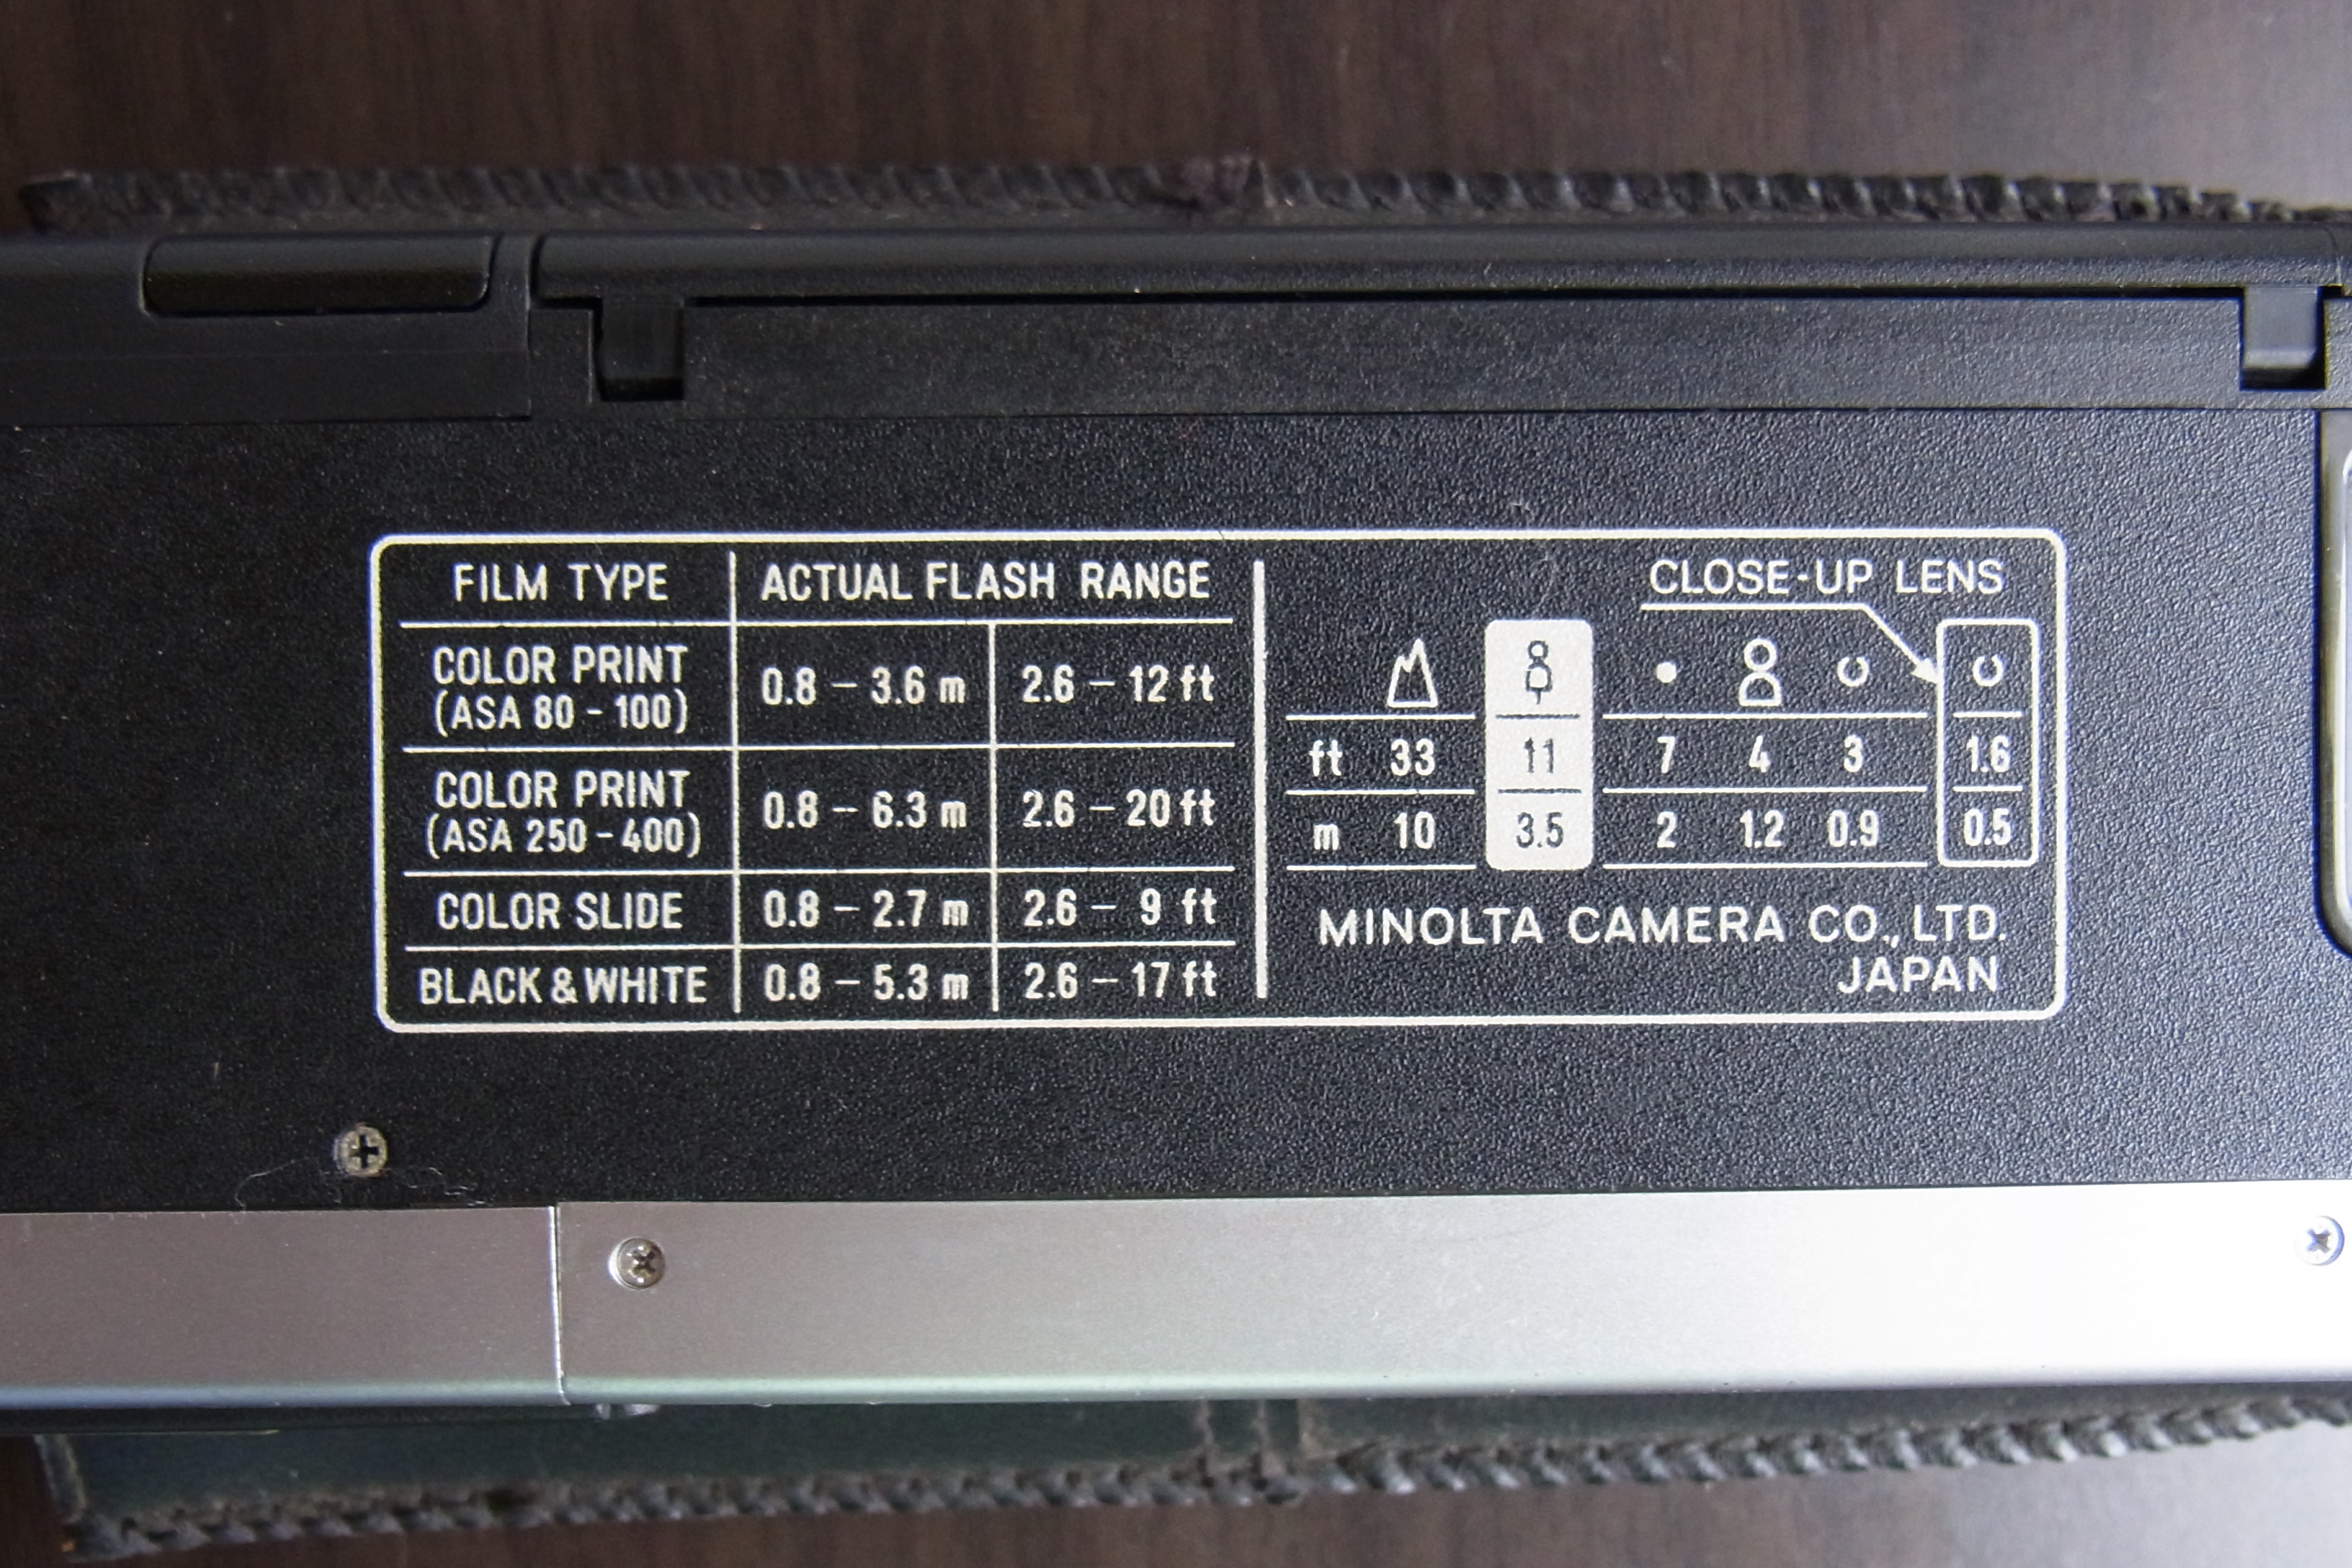 FILM TYPE ACTUAL FLASH RANGE
COLOR PRINT
(ASA 80 - 100) 0.8 – 3.6 m 2.6 – 12 ft
COLOR PRINT
(ASA 250 - 400) 0.8 – 6.3 m 2.6 – 20 ft
COLOR SLIDE 0.8 – 2.7 m 2.6 – 9 ft
BLACK & WHITE 0.8 – 5.3 m 2.6 – 17 ft
CLOSE-UP LENS
ft 33 11 7 4 3 1.6
m 10 3.5 2 1.2 0.9 0.5
MINOLTA CAMERA CO., LTD.
JAPAN